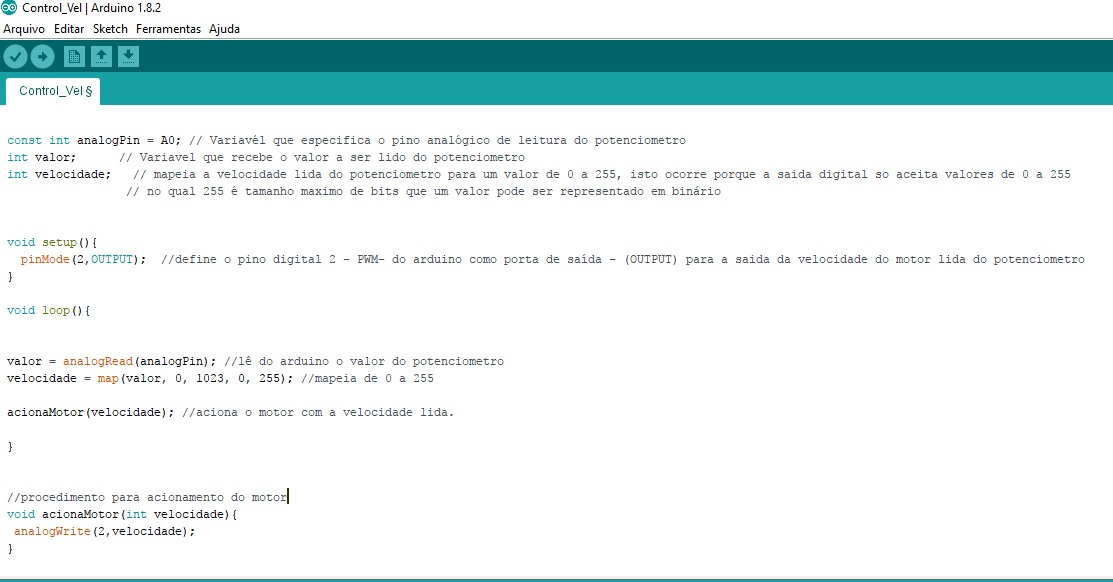 Control_Vel | Arduino 1.8.2
Arquivo Editar Sketch Ferramentas Ajuda
Control_Vel §
const int analogPin = A0; // Variavél que especifica o pino analógico de leitura do potenciometro
int valor; // Variavel que recebe o valor a ser lido do potenciometro
int velocidade; // mapeia a velocidade lida do potenciometro para um valor de 0 a 255, isto ocorre porque a saida digital so aceita valores de 0 a 255
// no qual 255 é tamanho maximo de bits que um valor pode ser representado em binário
void setup(){
pinMode(2,OUTPUT); //define o pino digital 2 - PWM- do arduino como porta de saída - (OUTPUT) para a saida da velocidade do motor lida do potenciometro
}
void loop(){
valor = analogRead(analogPin); //lê do arduino o valor do potenciometro
velocidade = map(valor, 0, 1023, 0, 255); //mapeia de 0 a 255
acionaMotor(velocidade); //aciona o motor com a velocidade lida.
}
//procedimento para acionamento do motor
void acionaMotor(int velocidade){
analogWrite(2,velocidade);
}